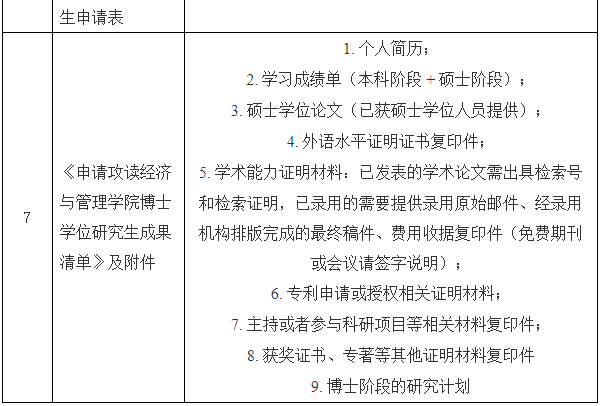 生申请表
7
《申请攻读经济
与管理学院博士
学位研究生成果
清单》及附件
1. 个人简历；
2. 学习成绩单（本科阶段 + 硕士阶段）；
3. 硕士学位论文（已获硕士学位人员提供）；
4. 外语水平证明证书复印件；
5. 学术能力证明材料：已发表的学术论文需出具检索号
和检索证明，已录用的需要提供录用原始邮件、经录用
机构排版完成的最终稿件、费用收据复印件（免费期刊
或会议请签字说明）；
6. 专利申请或授权相关证明材料；
7. 主持或者参与科研项目等相关材料复印件；
8. 获奖证书、专著等其他证明材料复印件
9. 博士阶段的研究计划